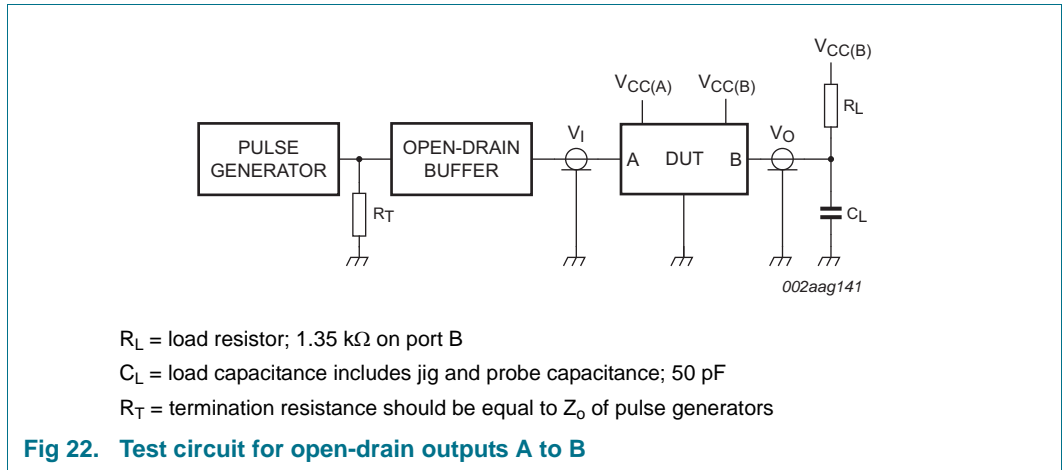 VCC(B)
VCC(A)
VCC(B)
RL
PULSE
GENERATOR
OPEN-DRAIN
BUFFER
VI
A
DUT
B
VO
RT
CL
002aag141
RL = load resistor; 1.35 kΩ on port B
CL = load capacitance includes jig and probe capacitance; 50 pF
RT = termination resistance should be equal to Zo of pulse generators
Fig 22. Test circuit for open-drain outputs A to B